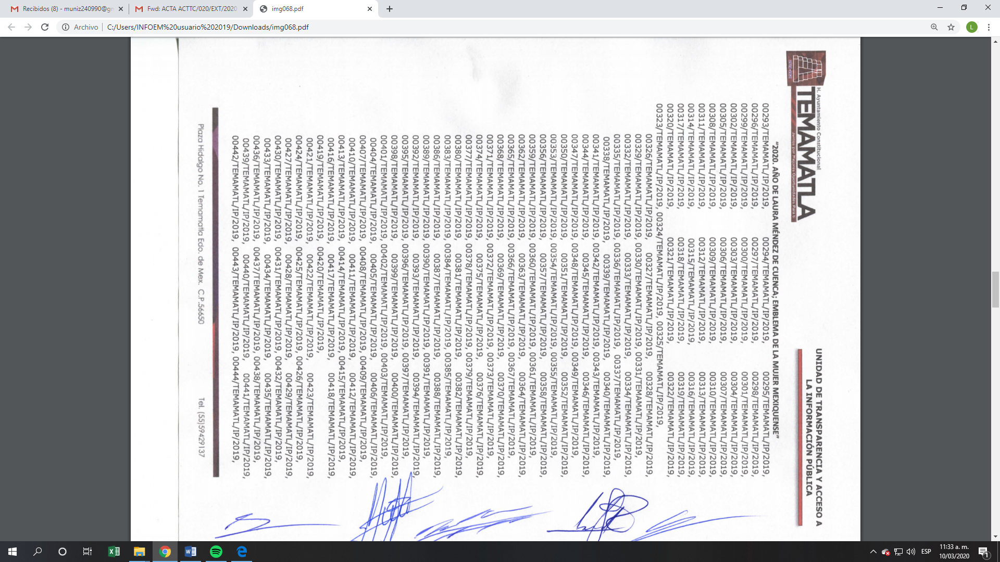 Recibidos (8) - muniz240990@gm
Fwd: ACTA ACTTC/020/EXT/2020
img068.pdf
Archivo
C:/Users/INFOEM%20usuario%202019/Downloads/img068.pdf
L
H. Ayuntamiento Constitucional
TEMAMATLA
Juntos por Mejores Oportunidades Para ti
UNIDAD DE TRANSPARENCIA Y ACCESO A
LA INFORMACIÓN PÚBLICA
"2020. AÑO DE LAURA MÉNDEZ DE CUENCA; EMBLEMA DE LA MUJER MEXIQUENSE"
00293/TEMAMATL/IP/2019, 00294/TEMAMATL/IP/2019, 00295/TEMAMATL/IP/2019,
00296/TEMAMATL/IP/2019, 00297/TEMAMATL/IP/2019, 00298/TEMAMATL/IP/2019,
00299/TEMAMATL/IP/2019, 00300/TEMAMATL/IP/2019, 00301/TEMAMATL/IP/2019,
00302/TEMAMATL/IP/2019, 00303/TEMAMATL/IP/2019, 00304/TEMAMATL/IP/2019,
00305/TEMAMATL/IP/2019, 00306/TEMAMATL/IP/2019, 00307/TEMAMATL/IP/2019,
00308/TEMAMATL/IP/2019, 00309/TEMAMATL/IP/2019, 00310/TEMAMATL/IP/2019,
00311/TEMAMATL/IP/2019, 00312/TEMAMATL/IP/2019, 00313/TEMAMATL/IP/2019,
00314/TEMAMATL/IP/2019, 00315/TEMAMATL/IP/2019, 00316/TEMAMATL/IP/2019,
00317/TEMAMATL/IP/2019, 00318/TEMAMATL/IP/2019, 00319/TEMAMATL/IP/2019,
00320/TEMAMATL/IP/2019, 00321/TEMAMATL/IP/2019, 00322/TEMAMATL/IP/2019,
00323/TEMAMATL/IP/2019, 00324/TEMAMATL/IP/2019, 00325/TEMAMATL/IP/2019,
00326/TEMAMATL/IP/2019, 00327/TEMAMATL/IP/2019, 00328/TEMAMATL/IP/2019,
00329/TEMAMATL/IP/2019, 00330/TEMAMATL/IP/2019, 00331/TEMAMATL/IP/2019,
00332/TEMAMATL/IP/2019, 00333/TEMAMATL/IP/2019, 00334/TEMAMATL/IP/2019,
00335/TEMAMATL/IP/2019, 00336/TEMAMATL/IP/2019, 00337/TEMAMATL/IP/2019,
00338/TEMAMATL/IP/2019, 00339/TEMAMATL/IP/2019, 00340/TEMAMATL/IP/2019,
00341/TEMAMATL/IP/2019, 00342/TEMAMATL/IP/2019, 00343/TEMAMATL/IP/2019,
00344/TEMAMATL/IP/2019, 00345/TEMAMATL/IP/2019, 00346/TEMAMATL/IP/2019,
00347/TEMAMATL/IP/2019, 00348/TEMAMATL/IP/2019, 00349/TEMAMATL/IP/2019,
00350/TEMAMATL/IP/2019, 00351/TEMAMATL/IP/2019, 00352/TEMAMATL/IP/2019,
00353/TEMAMATL/IP/2019, 00354/TEMAMATL/IP/2019, 00355/TEMAMATL/IP/2019,
00356/TEMAMATL/IP/2019, 00357/TEMAMATL/IP/2019, 00358/TEMAMATL/IP/2019,
00359/TEMAMATL/IP/2019, 00360/TEMAMATL/IP/2019, 00361/TEMAMATL/IP/2019,
00362/TEMAMATL/IP/2019, 00363/TEMAMATL/IP/2019, 00364/TEMAMATL/IP/2019,
00365/TEMAMATL/IP/2019, 00366/TEMAMATL/IP/2019, 00367/TEMAMATL/IP/2019,
00368/TEMAMATL/IP/2019, 00369/TEMAMATL/IP/2019, 00370/TEMAMATL/IP/2019,
00371/TEMAMATL/IP/2019, 00372/TEMAMATL/IP/2019, 00373/TEMAMATL/IP/2019,
00374/TEMAMATL/IP/2019, 00375/TEMAMATL/IP/2019, 00376/TEMAMATL/IP/2019,
00377/TEMAMATL/IP/2019, 00378/TEMAMATL/IP/2019, 00379/TEMAMATL/IP/2019,
00380/TEMAMATL/IP/2019, 00381/TEMAMATL/IP/2019, 00382/TEMAMATL/IP/2019,
00383/TEMAMATL/IP/2019, 00384/TEMAMATL/IP/2019, 00385/TEMAMATL/IP/2019,
00386/TEMAMATL/IP/2019, 00387/TEMAMATL/IP/2019, 00388/TEMAMATL/IP/2019,
00389/TEMAMATL/IP/2019, 00390/TEMAMATL/IP/2019, 00391/TEMAMATL/IP/2019,
00392/TEMAMATL/IP/2019, 00393/TEMAMATL/IP/2019, 00394/TEMAMATL/IP/2019,
00395/TEMAMATL/IP/2019, 00396/TEMAMATL/IP/2019, 00397/TEMAMATL/IP/2019,
00398/TEMAMATL/IP/2019, 00399/TEMAMATL/IP/2019, 00400/TEMAMATL/IP/2019,
00401/TEMAMATL/IP/2019, 00402/TEMAMATL/IP/2019, 00403/TEMAMATL/IP/2019,
00404/TEMAMATL/IP/2019, 00405/TEMAMATL/IP/2019, 00406/TEMAMATL/IP/2019,
00407/TEMAMATL/IP/2019, 00408/TEMAMATL/IP/2019, 00409/TEMAMATL/IP/2019,
00410/TEMAMATL/IP/2019, 00411/TEMAMATL/IP/2019, 00412/TEMAMATL/IP/2019,
00413/TEMAMATL/IP/2019, 00414/TEMAMATL/IP/2019, 00415/TEMAMATL/IP/2019,
00416/TEMAMATL/IP/2019, 00417/TEMAMATL/IP/2019, 00418/TEMAMATL/IP/2019,
00419/TEMAMATL/IP/2019, 00420/TEMAMATL/IP/2019,
00421/TEMAMATL/IP/2019, 00422/TEMAMATL/IP/2019, 00423/TEMAMATL/IP/2019,
00424/TEMAMATL/IP/2019, 00425/TEMAMATL/IP/2019, 00426/TEMAMATL/IP/2019,
00427/TEMAMATL/IP/2019, 00428/TEMAMATL/IP/2019, 00429/TEMAMATL/IP/2019,
00430/TEMAMATL/IP/2019, 00431/TEMAMATL/IP/2019, 00432/TEMAMATL/IP/2019,
00433/TEMAMATL/IP/2019, 00434/TEMAMATL/IP/2019, 00435/TEMAMATL/IP/2019,
00436/TEMAMATL/IP/2019, 00437/TEMAMATL/IP/2019, 00438/TEMAMATL/IP/2019,
00439/TEMAMATL/IP/2019, 00440/TEMAMATL/IP/2019, 00441/TEMAMATL/IP/2019,
00442/TEMAMATL/IP/2019, 00443/TEMAMATL/IP/2019, 00444/TEMAMATL/IP/2019,
Plaza Hidalgo No. 1 Temamatla Edo. de Mex. C.P.56650 Tel. (55)59429137
ESP
11:33 a. m.
10/03/2020
1